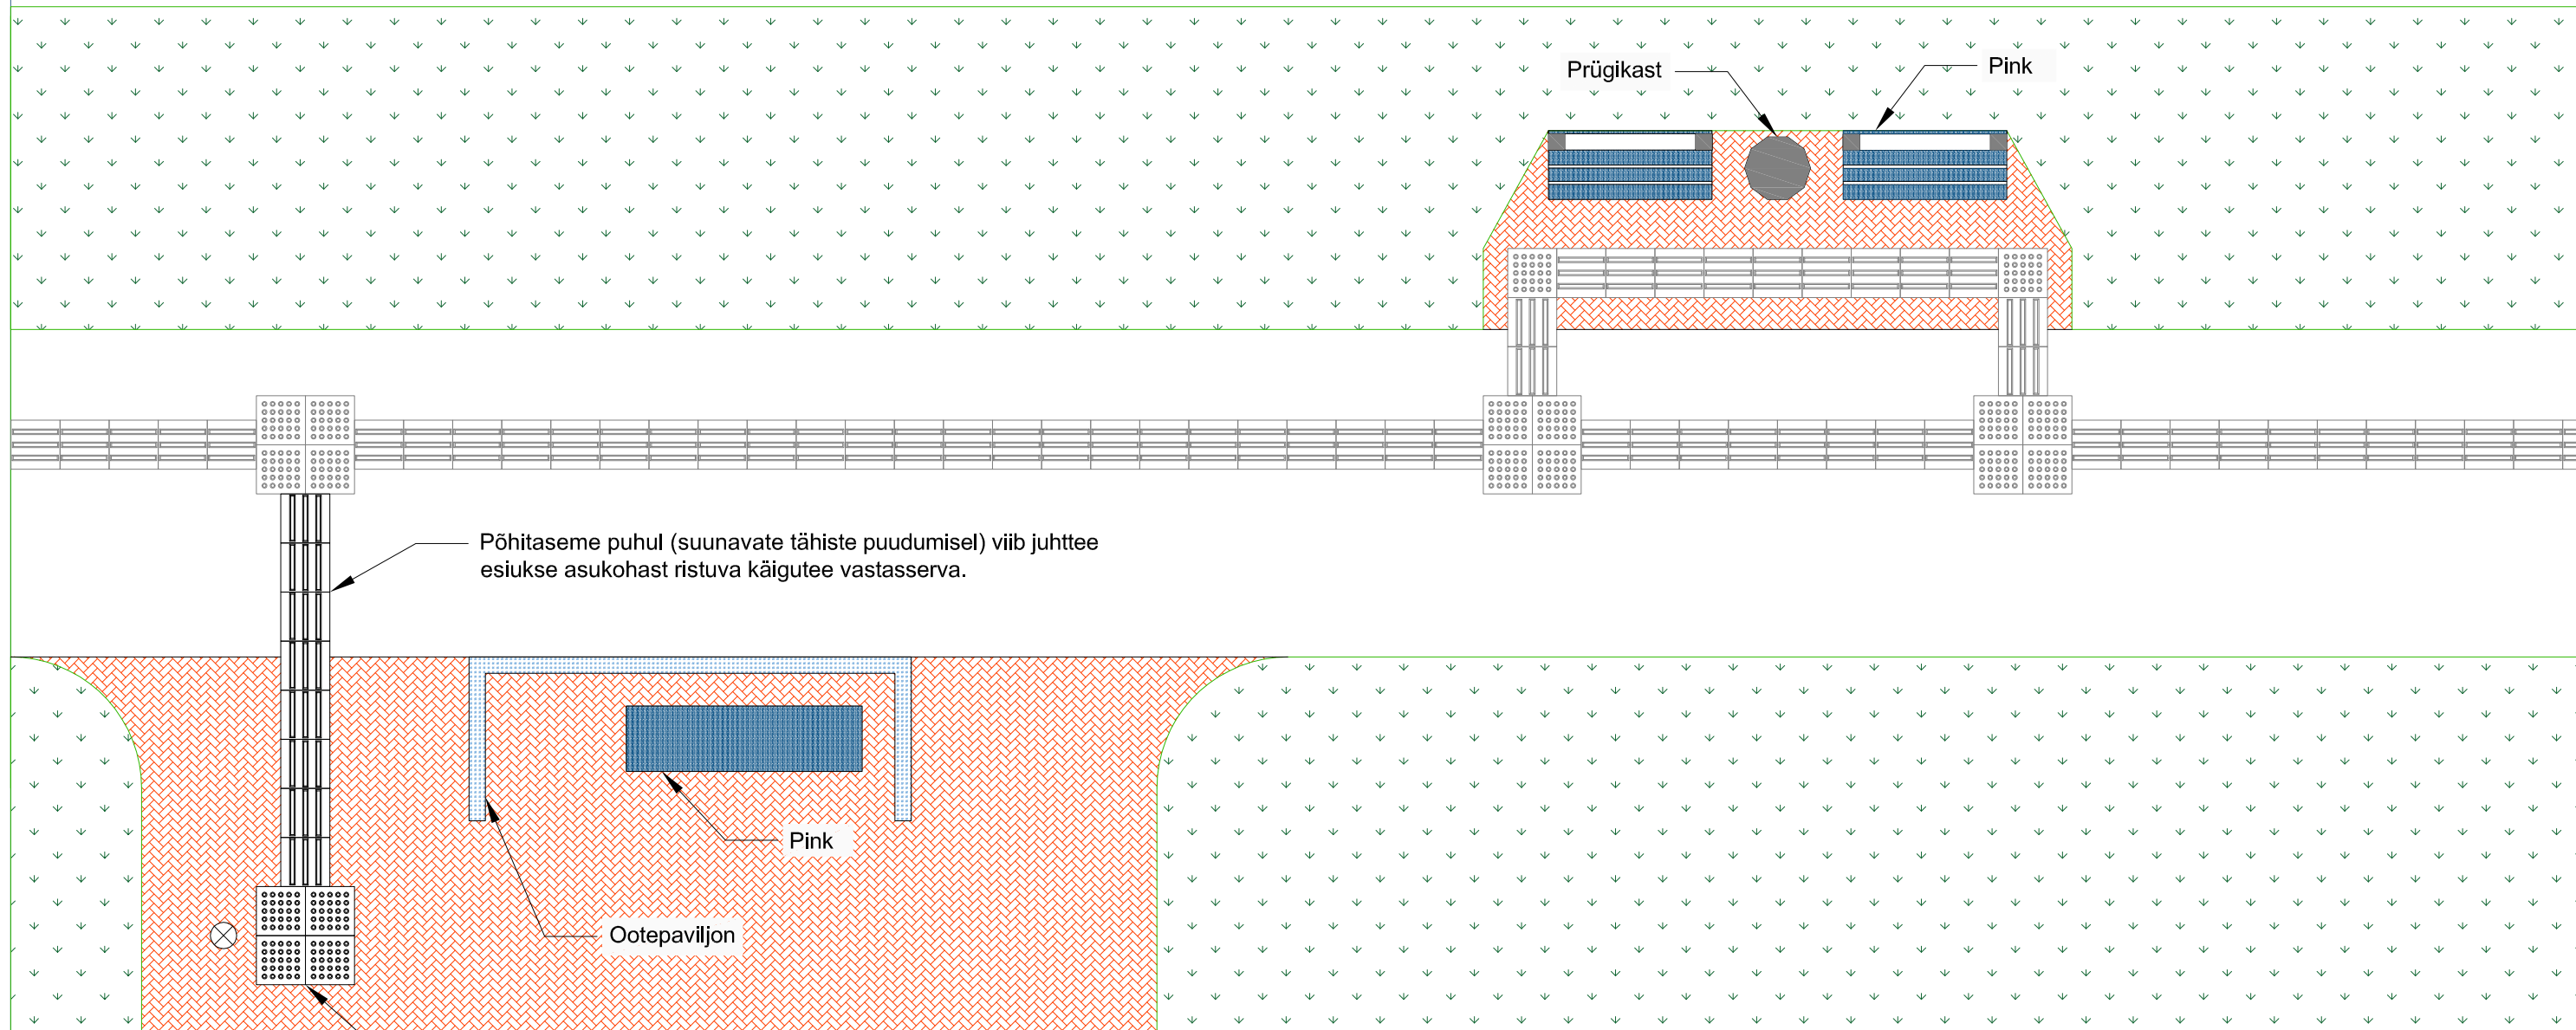 Prügikast
Pink
Põhitaseme puhul (suunavate tähiste puudumisel) viib juhttee
esiukse asukohast ristuva käigutee vastasserva.
Pink
Ootepaviljon